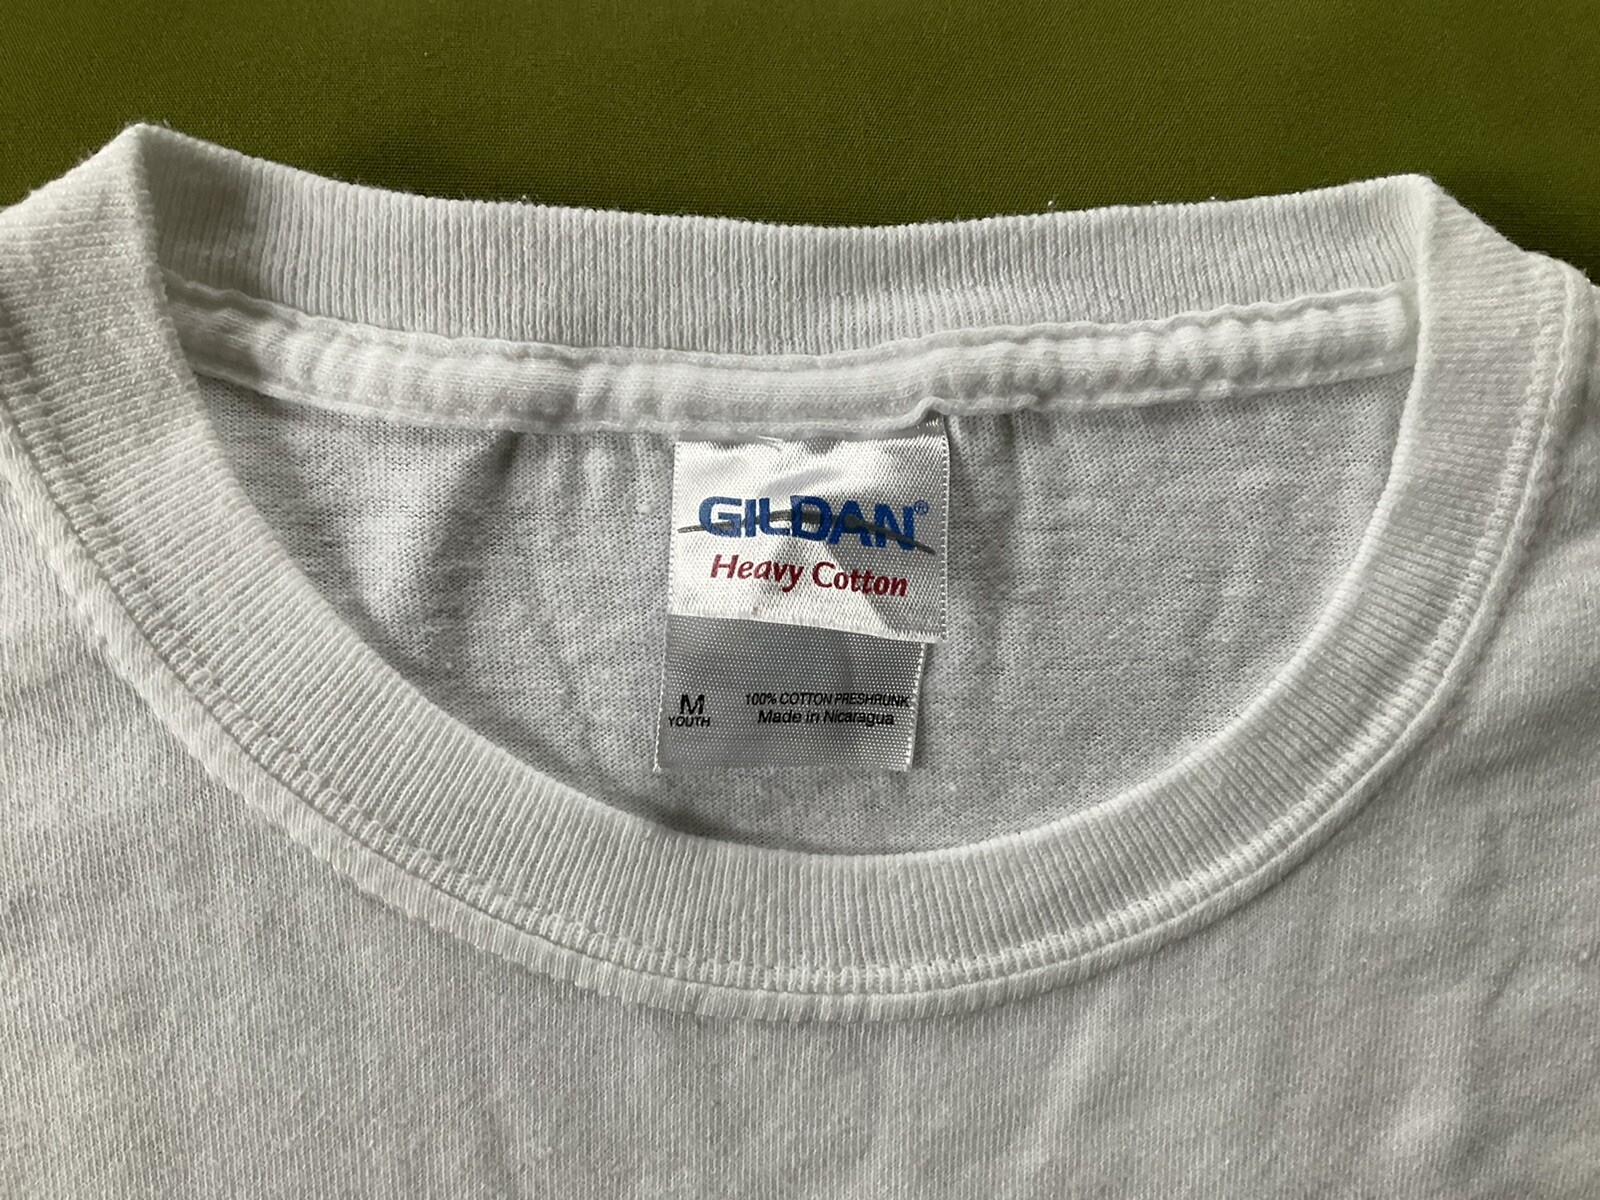 GILDAN®
Heavy Cotton
M
YOUTH
100% COTTON PRESHRUNK
Made in Nicaragua